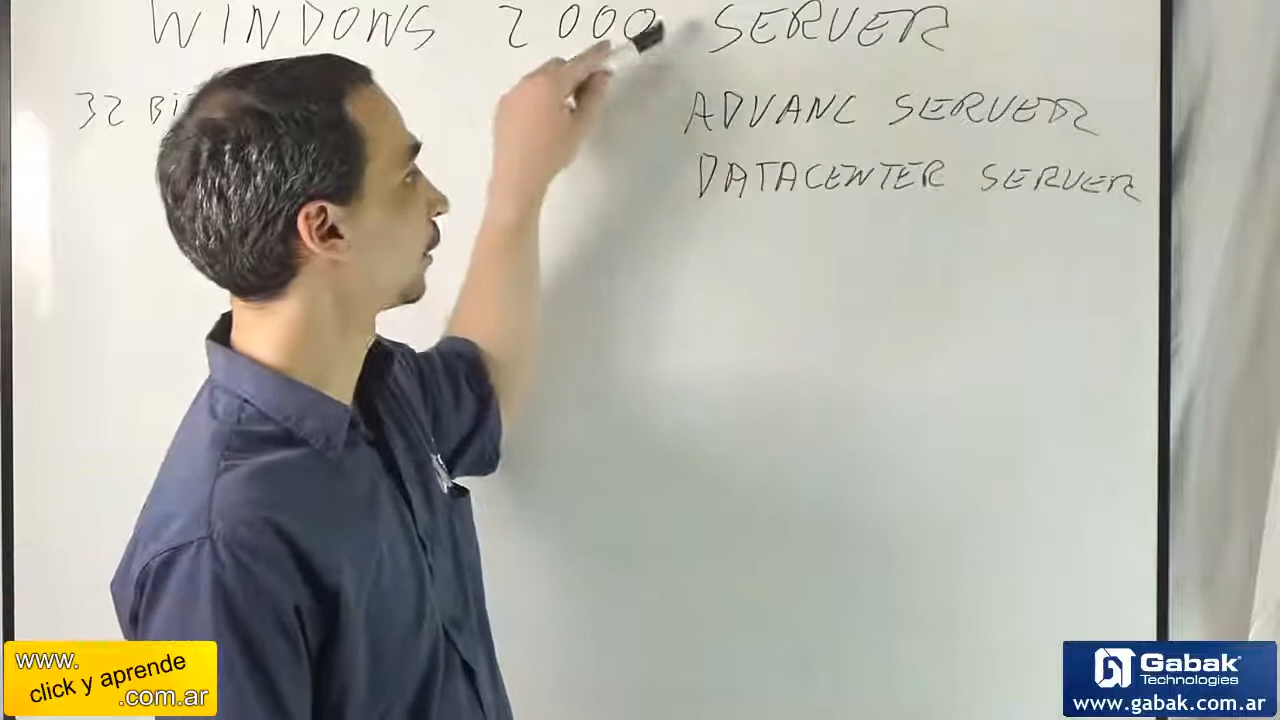 WINDOWS 2000 SERVER
32 Bi
ADVANC SERVER
DATACENTER SERVER
www.
click y aprende
.com.ar
Gabak
Technologies
www.gabak.com.ar